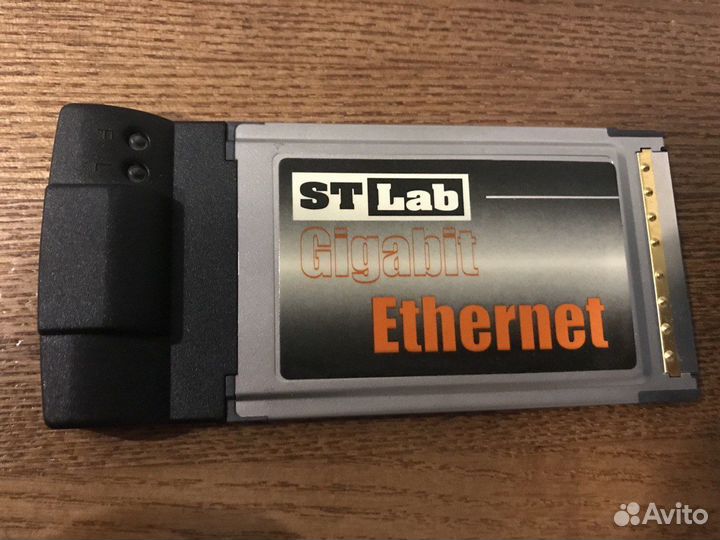 ST Lab
Gigabit
Ethernet
Avito